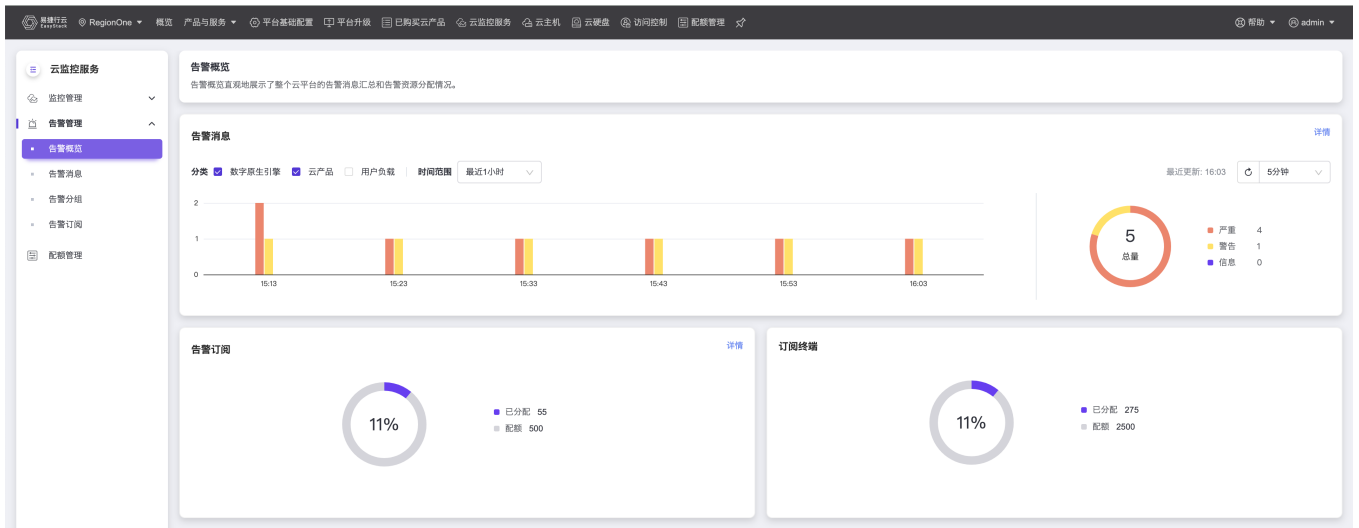 易捷行云 EasyStack RegionOne 概览 产品与服务 平台基础配置 平台升级 已购买云产品 云监控服务 云主机 云硬盘 访问控制 配额管理 帮助 admin
云监控服务
监控管理
告警管理
告警概览
告警消息
告警分组
告警订阅
配额管理
告警概览
告警概览直观地展示了整个云平台的告警消息汇总和告警资源分配情况。
告警消息 详情
分类 数字原生引擎 云产品 用户负载 时间范围 最近1小时 最近更新: 16:03 5分钟
2
1
0
15:13 15:23 15:33 15:43 15:53 16:03
5
总量
严重 4
警告 1
信息 0
告警订阅 详情
11%
已分配 55
配额 500
订阅终端
11%
已分配 275
配额 2500